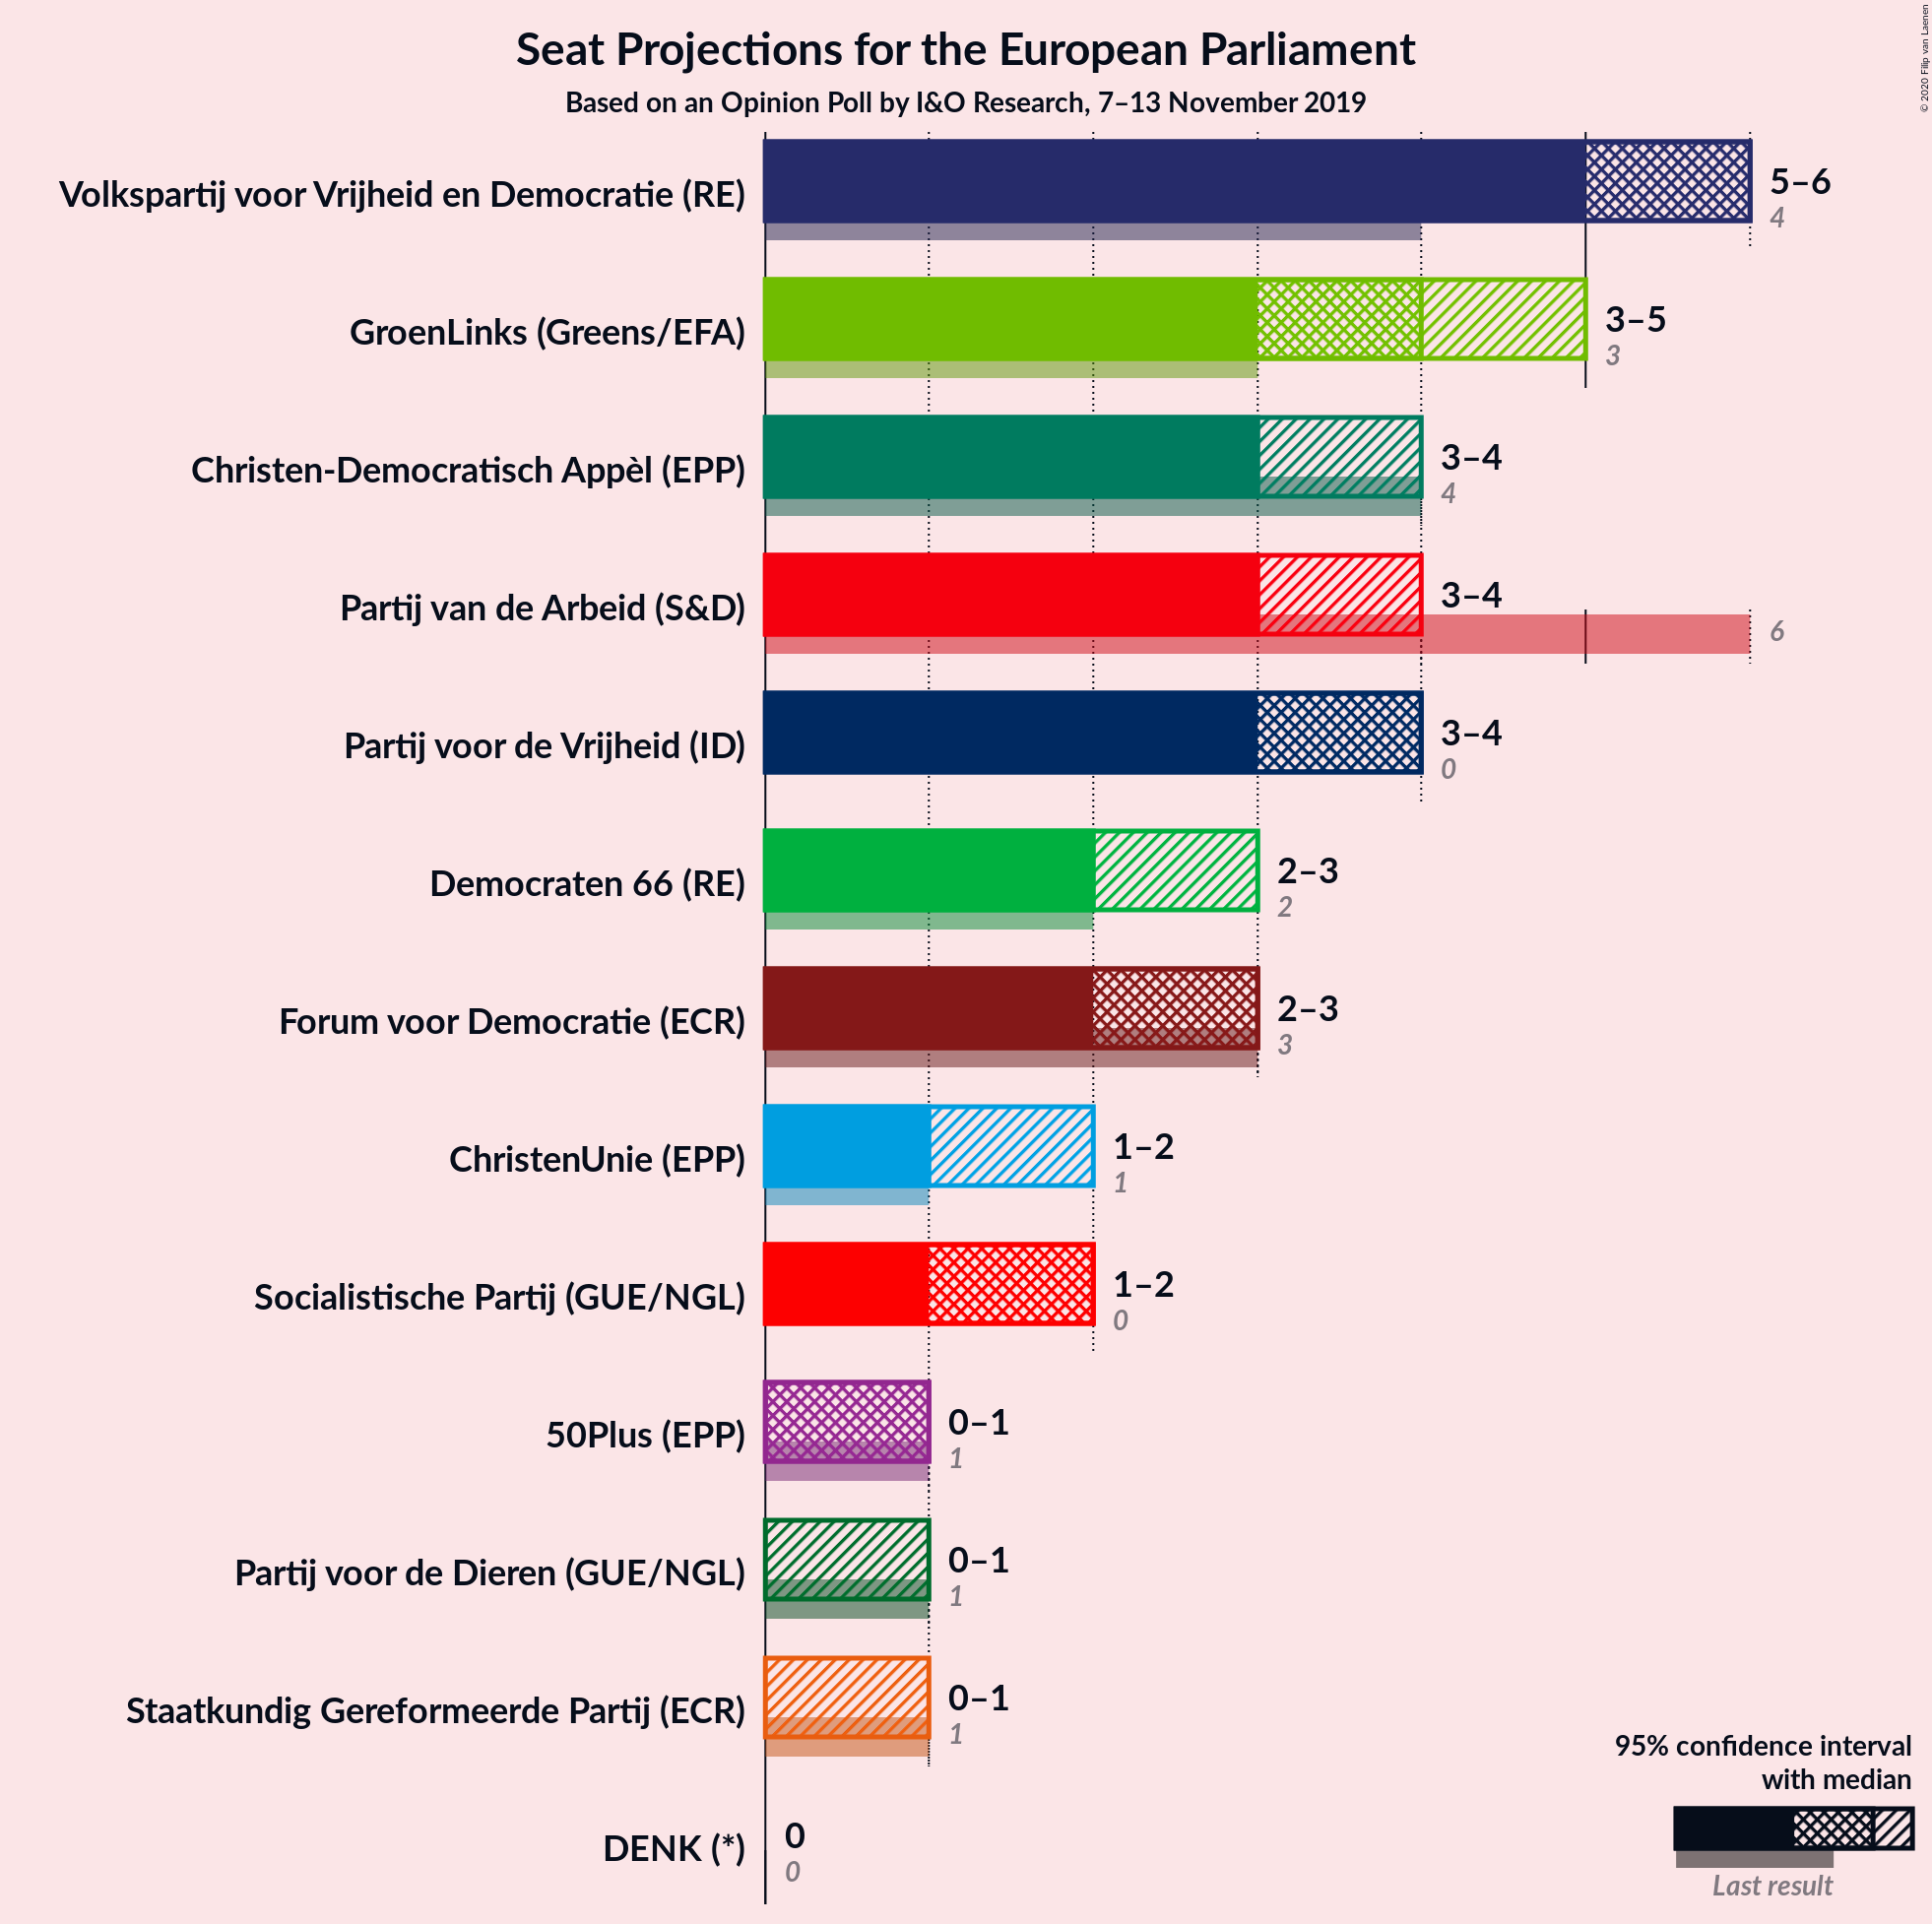 Seat Projections for the European Parliament
Based on an Opinion Poll by I&O Research, 7–13 November 2019
© 2020 Filip van Laenen
Volkspartij voor Vrijheid en Democratie (RE)
5–6
4
GroenLinks (Greens/EFA)
3–5
3
Christen-Democratisch Appèl (EPP)
3–4
4
Partij van de Arbeid (S&D)
3–4
6
Partij voor de Vrijheid (ID)
3–4
0
Democraten 66 (RE)
2–3
2
Forum voor Democratie (ECR)
2–3
3
ChristenUnie (EPP)
1–2
1
Socialistische Partij (GUE/NGL)
1–2
0
50Plus (EPP)
0–1
1
Partij voor de Dieren (GUE/NGL)
0–1
1
Staatkundig Gereformeerde Partij (ECR)
0–1
1
DENK (*)
0
0
95% confidence interval
with median
Last result